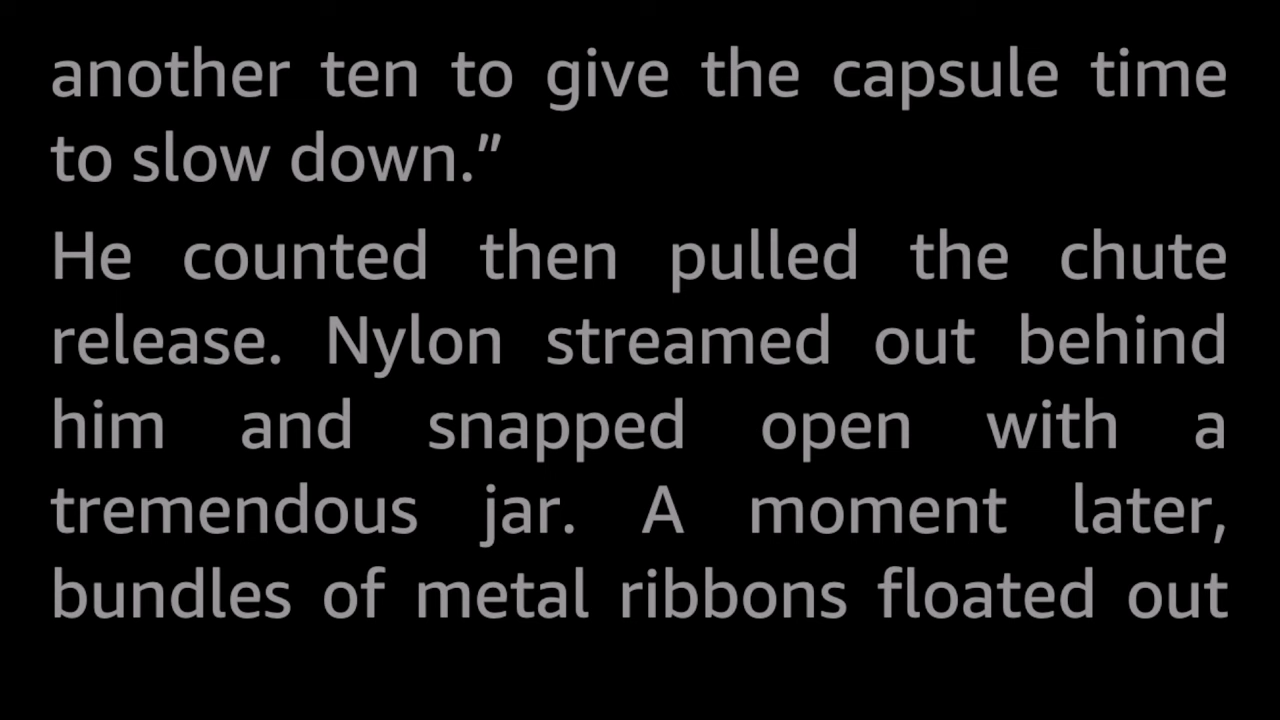 another ten to give the capsule time
to slow down.”
He counted then pulled the chute
release. Nylon streamed out behind
him and snapped open with a
tremendous jar. A moment later,
bundles of metal ribbons floated out